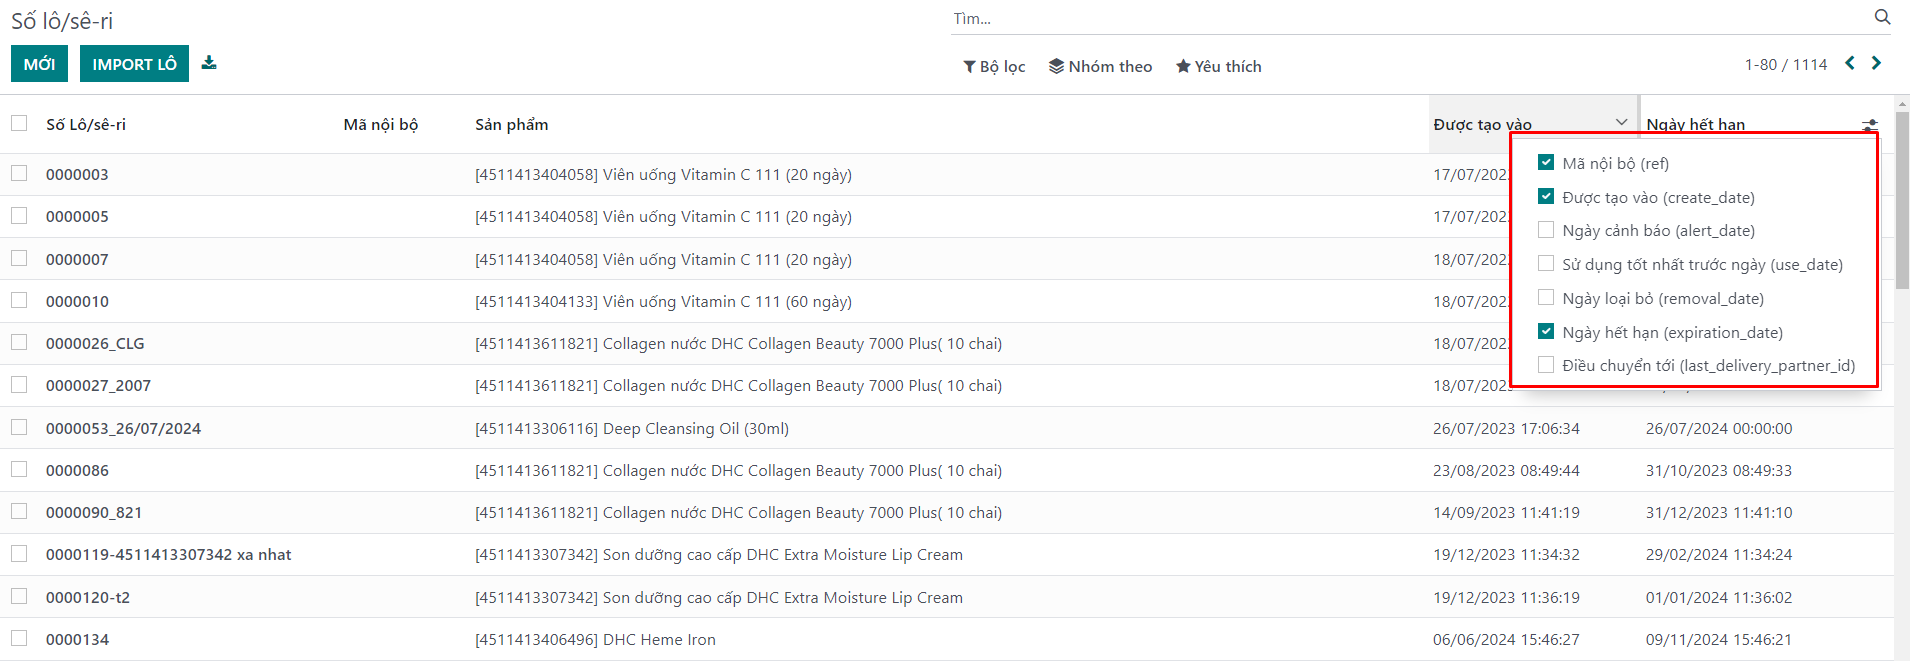 Số lô/sê-ri
Tìm...
MỚI IMPORT LÔ
Bộ lọc Nhóm theo Yêu thích
1-80 / 1114
Số Lô/sê-ri Mã nội bộ Sản phẩm Được tạo vào Ngày hết hạn
0000003 [4511413404058] Viên uống Vitamin C 111 (20 ngày) 17/07/2023
0000005 [4511413404058] Viên uống Vitamin C 111 (20 ngày) 17/07/2023
0000007 [4511413404058] Viên uống Vitamin C 111 (20 ngày) 18/07/2023
0000010 [4511413404133] Viên uống Vitamin C 111 (60 ngày) 18/07/2023
0000026_CLG [4511413611821] Collagen nước DHC Collagen Beauty 7000 Plus( 10 chai) 18/07/2023
0000027_2007 [4511413611821] Collagen nước DHC Collagen Beauty 7000 Plus( 10 chai) 18/07/2023
0000053_26/07/2024 [4511413306116] Deep Cleansing Oil (30ml) 26/07/2023 17:06:34 26/07/2024 00:00:00
0000086 [4511413611821] Collagen nước DHC Collagen Beauty 7000 Plus( 10 chai) 23/08/2023 08:49:44 31/10/2023 08:49:33
0000090_821 [4511413611821] Collagen nước DHC Collagen Beauty 7000 Plus( 10 chai) 14/09/2023 11:41:19 31/12/2023 11:41:10
0000119-4511413307342 xa nhat [4511413307342] Son dưỡng cao cấp DHC Extra Moisture Lip Cream 19/12/2023 11:34:32 29/02/2024 11:34:24
0000120-t2 [4511413307342] Son dưỡng cao cấp DHC Extra Moisture Lip Cream 19/12/2023 11:36:19 01/01/2024 11:36:02
0000134 [4511413406496] DHC Heme Iron 06/06/2024 15:46:27 09/11/2024 15:46:21
Mã nội bộ (ref)
Được tạo vào (create_date)
Ngày cảnh báo (alert_date)
Sử dụng tốt nhất trước ngày (use_date)
Ngày loại bỏ (removal_date)
Ngày hết hạn (expiration_date)
Điều chuyển tới (last_delivery_partner_id)